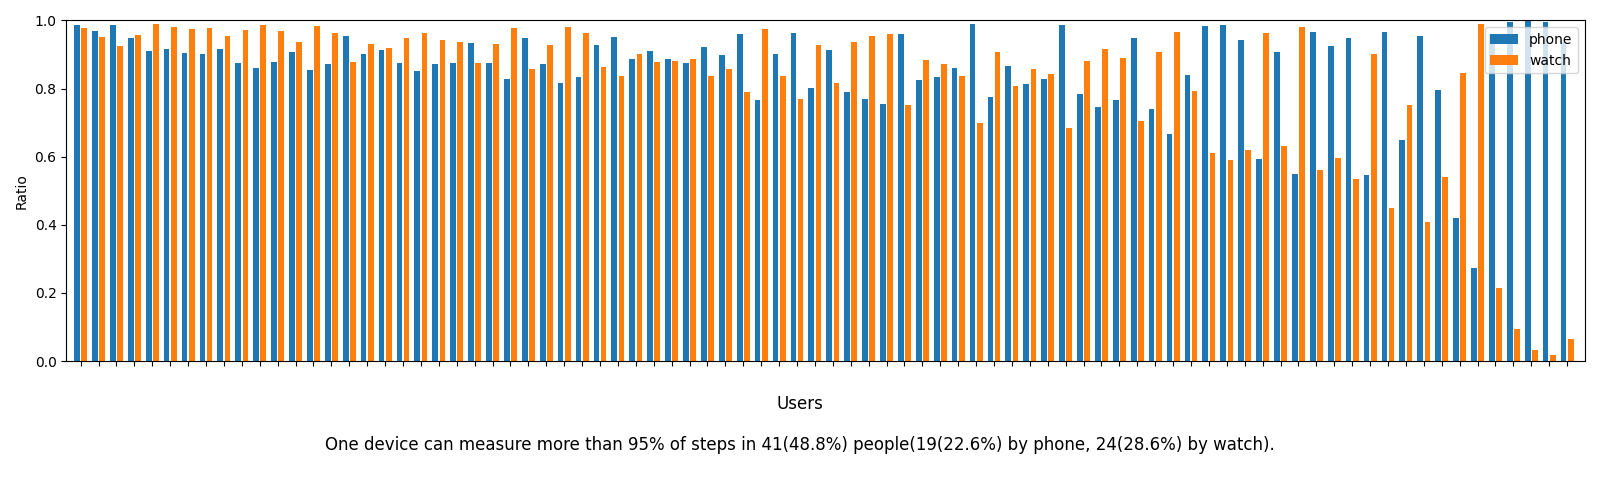 1.0
0.8
0.6
0.4
0.2
0.0
Ratio
phone
watch
Users
One device can measure more than 95% of steps in 41(48.8%) people(19(22.6%) by phone, 24(28.6%) by watch).